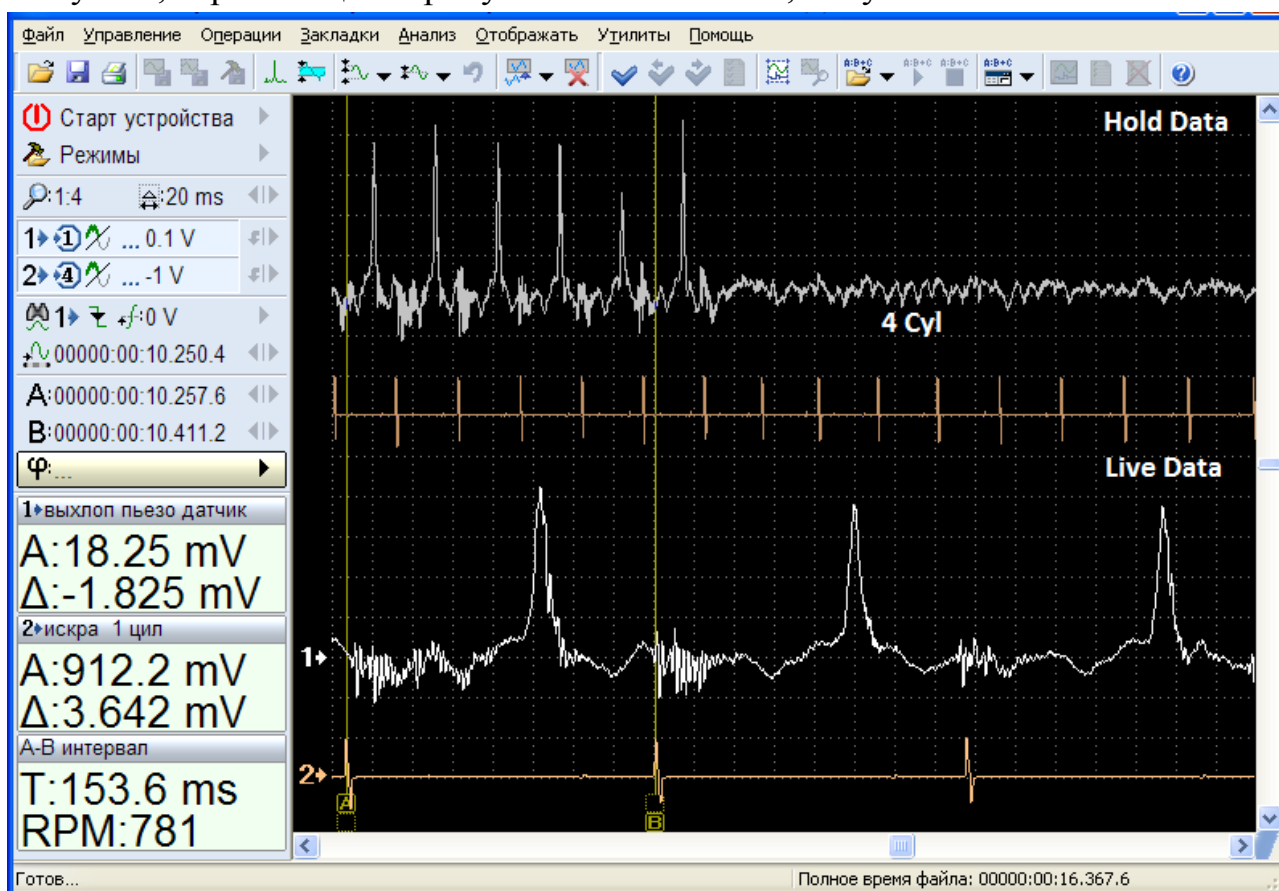 Файл Управление Операции Закладки Анализ Отображать Утилиты Помощь
A:B+C A:B+C A:B+C A:B+C
Старт устройства
Режимы
:1:4 :20 ms
1 1 ... 0.1 V
2 4 ... -1 V
1 +f:0 V
00000:00:10.250.4
A:00000:00:10.257.6
B:00000:00:10.411.2
φ:...
1 выхлоп пьезо датчик
A:18.25 mV
Δ:-1.825 mV
2 искра 1 цил
A:912.2 mV
Δ:3.642 mV
A-B интервал
T:153.6 ms
RPM:781
Hold Data
4 Cyl
Live Data
1
2
A
B
Готов...
Полное время файла: 00000:00:16.367.6